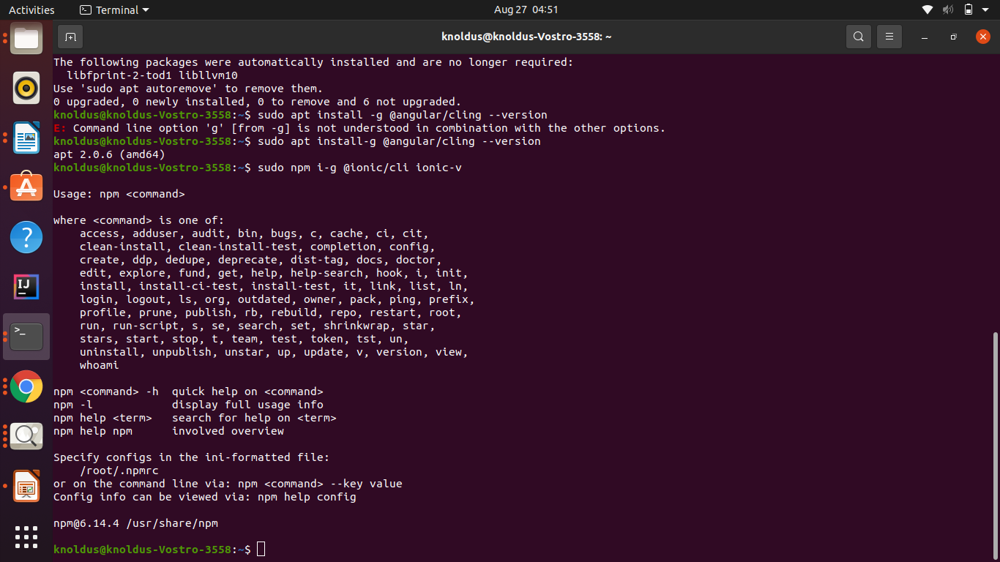 Activities
Terminal
Aug 27 04:51
knoldus@knoldus-Vostro-3558: ~
The following packages were automatically installed and are no longer required:
  libfprint-2-tod1 libllvm10
Use 'sudo apt autoremove' to remove them.
0 upgraded, 0 newly installed, 0 to remove and 6 not upgraded.
knoldus@knoldus-Vostro-3558:~$ sudo apt install -g @angular/cling --version
E: Command line option 'g' [from -g] is not understood in combination with the other options.
knoldus@knoldus-Vostro-3558:~$ sudo apt install-g @angular/cling --version
apt 2.0.6 (amd64)
knoldus@knoldus-Vostro-3558:~$ sudo npm i-g @ionic/cli ionic-v

Usage: npm <command>

where <command> is one of:
    access, adduser, audit, bin, bugs, c, cache, ci, cit,
    clean-install, clean-install-test, completion, config,
    create, ddp, dedupe, deprecate, dist-tag, docs, doctor,
    edit, explore, fund, get, help, help-search, hook, i, init,
    install, install-ci-test, install-test, it, link, list, ln,
    login, logout, ls, org, outdated, owner, pack, ping, prefix,
    profile, prune, publish, rb, rebuild, repo, restart, root,
    run, run-script, s, se, search, set, shrinkwrap, star,
    stars, start, stop, t, team, test, token, tst, un,
    uninstall, unpublish, unstar, up, update, v, version, view,
    whoami

npm <command> -h  quick help on <command>
npm -l            display full usage info
npm help <term>   search for help on <term>
npm help npm      involved overview

Specify configs in the ini-formatted file:
    /root/.npmrc
or on the command line via: npm <command> --key value
Config info can be viewed via: npm help config

npm@6.14.4 /usr/share/npm

knoldus@knoldus-Vostro-3558:~$
IJ